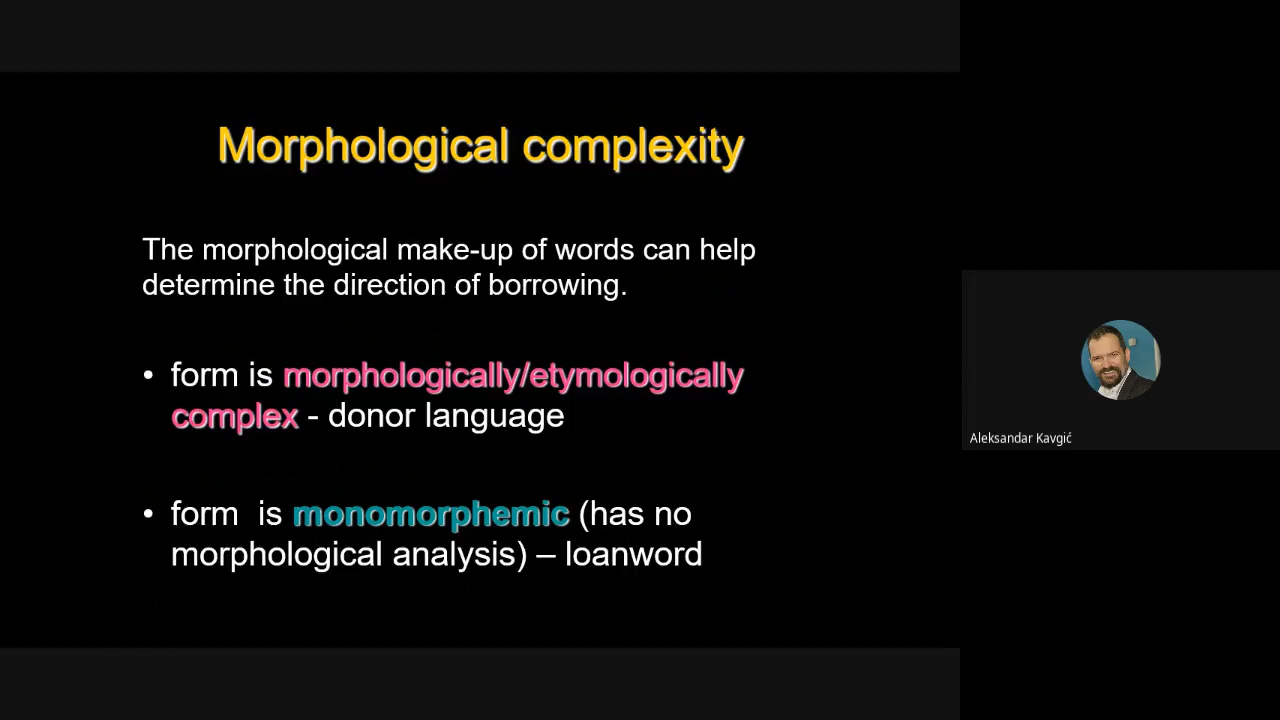 Morphological complexity
The morphological make-up of words can help
determine the direction of borrowing.
• form is morphologically/etymologically
complex - donor language
• form  is monomorphemic (has no
morphological analysis) – loanword
Aleksandar Kavgić